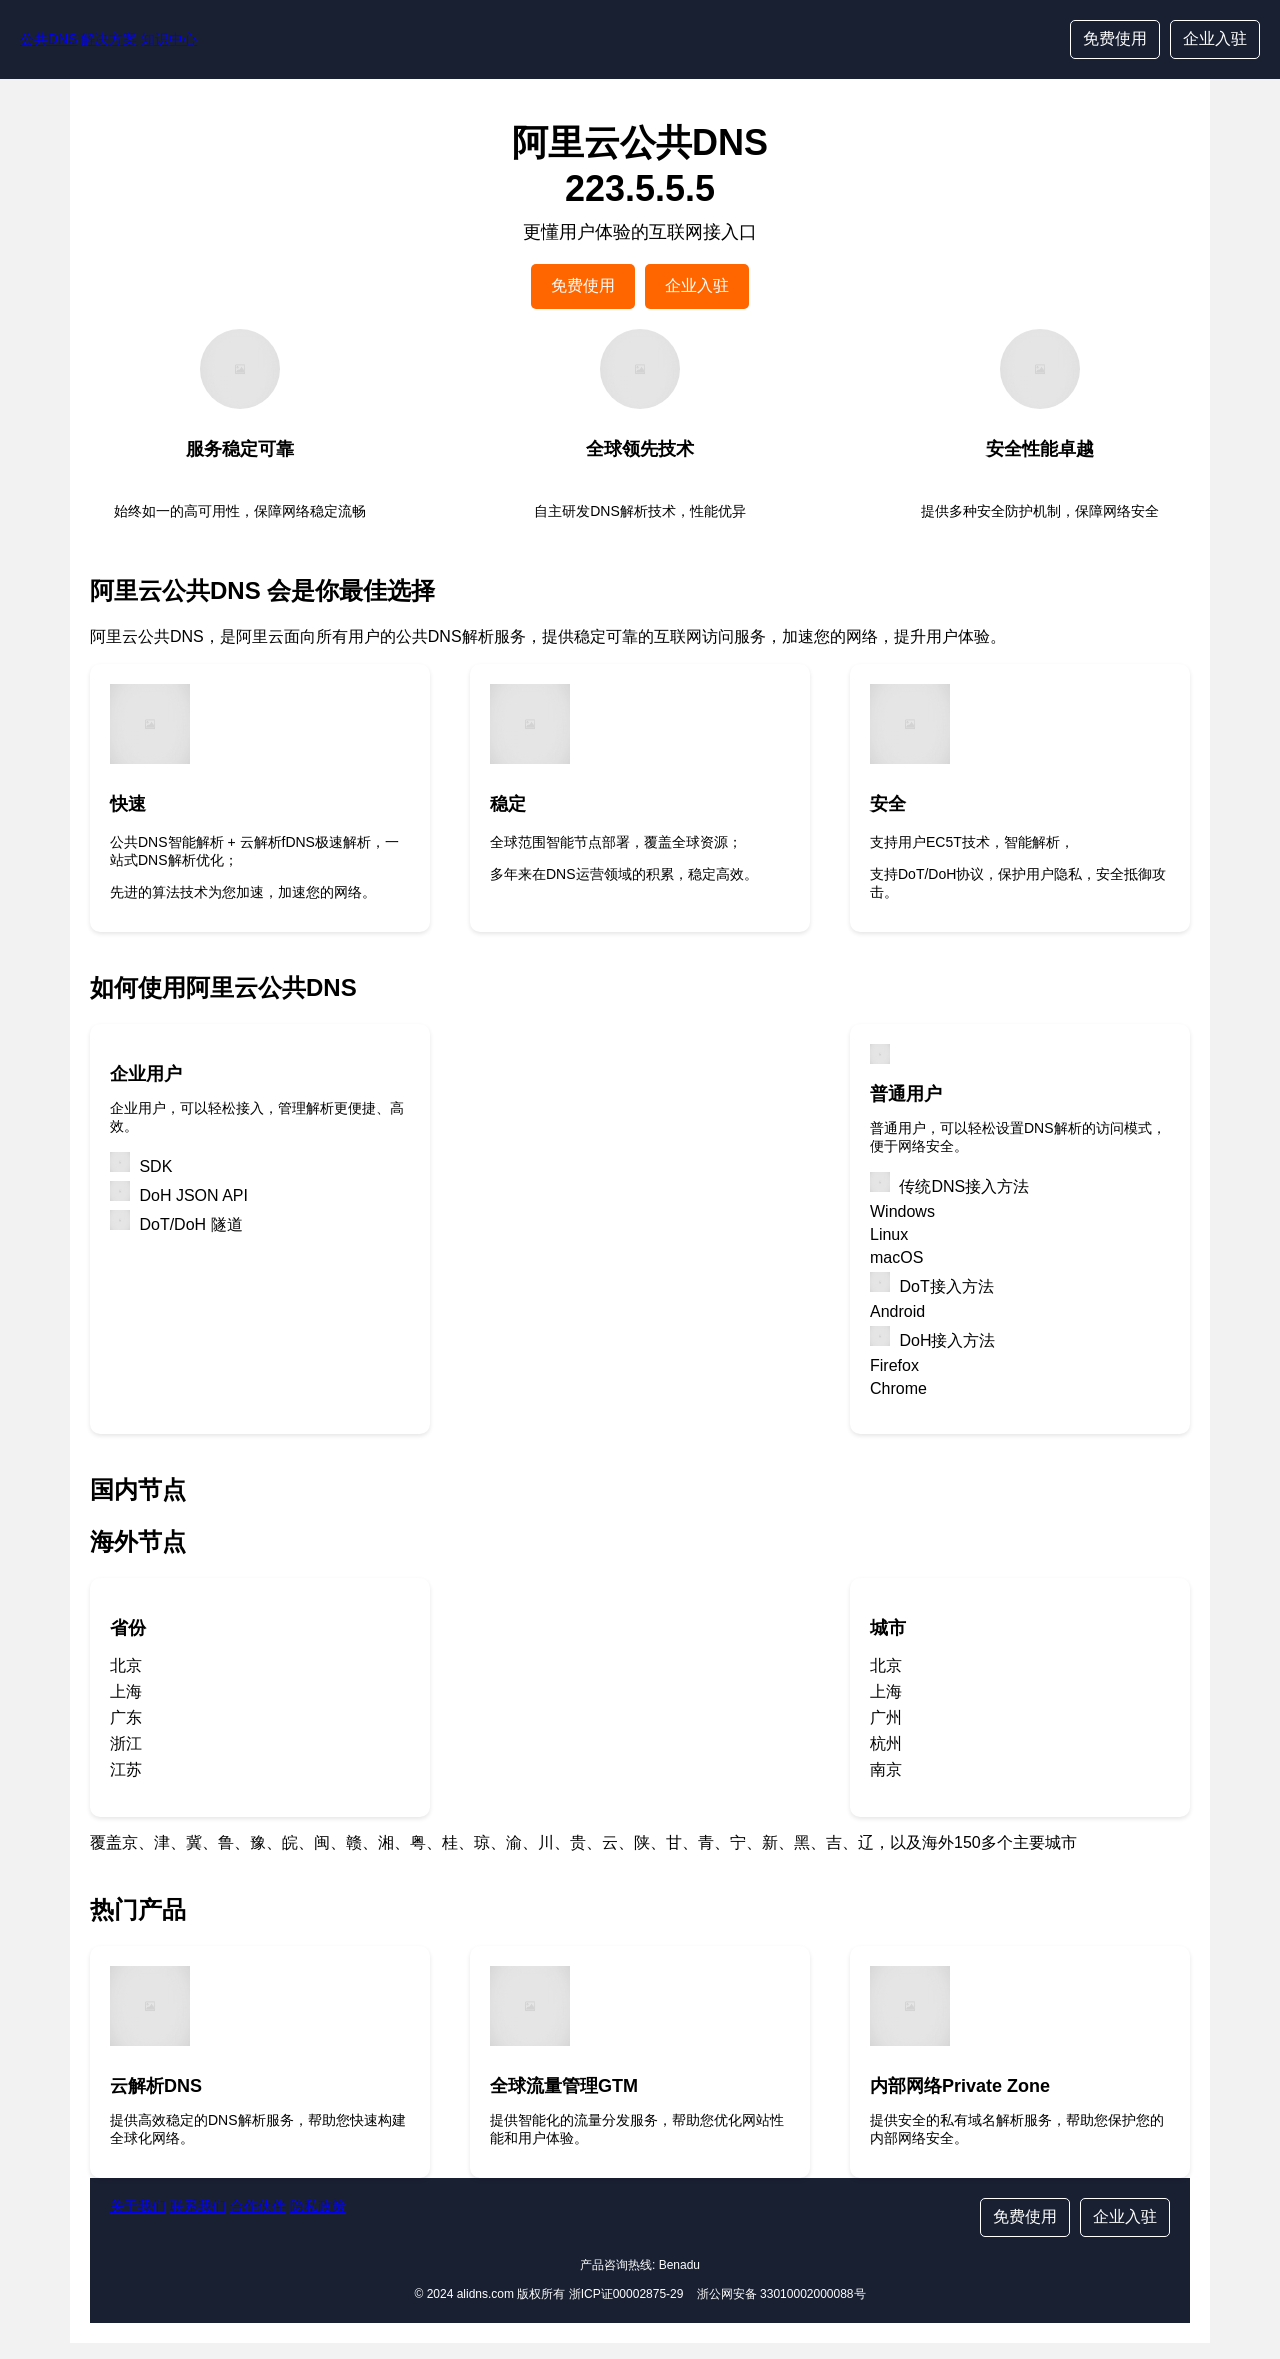 公共DNS 解决方案 知识中心
免费使用 企业入驻
阿里云公共DNS
223.5.5.5
更懂用户体验的互联网接入口
免费使用 企业入驻
服务稳定可靠 全球领先技术 安全性能卓越
始终如一的高可用性，保障网络稳定流畅 自主研发DNS解析技术，性能优异 提供多种安全防护机制，保障网络安全
阿里云公共DNS 会是你最佳选择
阿里云公共DNS，是阿里云面向所有用户的公共DNS解析服务，提供稳定可靠的互联网访问服务，加速您的网络，提升用户体验。
快速
公共DNS智能解析 + 云解析fDNS极速解析，一
站式DNS解析优化；
先进的算法技术为您加速，加速您的网络。
稳定
全球范围智能节点部署，覆盖全球资源；
多年来在DNS运营领域的积累，稳定高效。
安全
支持用户EC5T技术，智能解析，
支持DoT/DoH协议，保护用户隐私，安全抵御攻
击。
如何使用阿里云公共DNS
企业用户
企业用户，可以轻松接入，管理解析更便捷、高
效。
SDK
DoH JSON API
DoT/DoH 隧道
普通用户
普通用户，可以轻松设置DNS解析的访问模式，
便于网络安全。
传统DNS接入方法
Windows
Linux
macOS
DoT接入方法
Android
DoH接入方法
Firefox
Chrome
国内节点
海外节点
省份
北京
上海
广东
浙江
江苏
城市
北京
上海
广州
杭州
南京
覆盖京、津、冀、鲁、豫、皖、闽、赣、湘、粤、桂、琼、渝、川、贵、云、陕、甘、青、宁、新、黑、吉、辽，以及海外150多个主要城市
热门产品
云解析DNS
提供高效稳定的DNS解析服务，帮助您快速构建
全球化网络。
全球流量管理GTM
提供智能化的流量分发服务，帮助您优化网站性
能和用户体验。
内部网络Private Zone
提供安全的私有域名解析服务，帮助您保护您的
内部网络安全。
关于我们 联系我们 合作伙伴 隐私政策
免费使用 企业入驻
产品咨询热线: Benadu
© 2024 alidns.com 版权所有 浙ICP证00002875-29 浙公网安备 33010002000088号